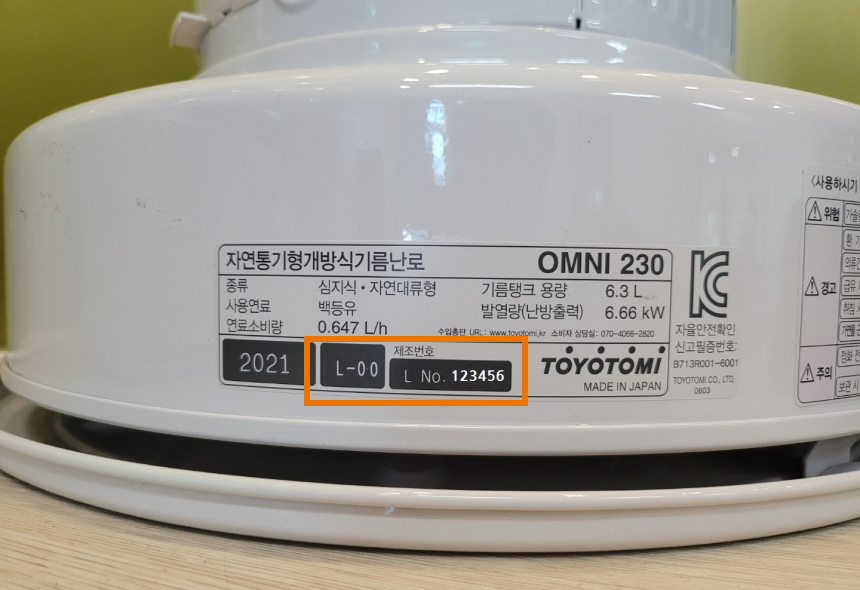 자연통기형개방식기름난로 OMNI 230
종류 심지식・자연대류형 기름탱크 용량 6.3 L
사용연료 백등유 발열량(난방출력) 6.66 kW
연료소비량 0.647 L/h 수입총판 URL: www.toyotomi.kr 소비자 상담실: 070-4066-2820
2021 L-00 제조번호
L No. 123456
TOYOTOMI
MADE IN JAPAN
KC
자율안전확인
신고필증번호:
B713R001-6001
TOYOTOMI CO., LTD.
0603
<사용하시기
위험
경고
주의